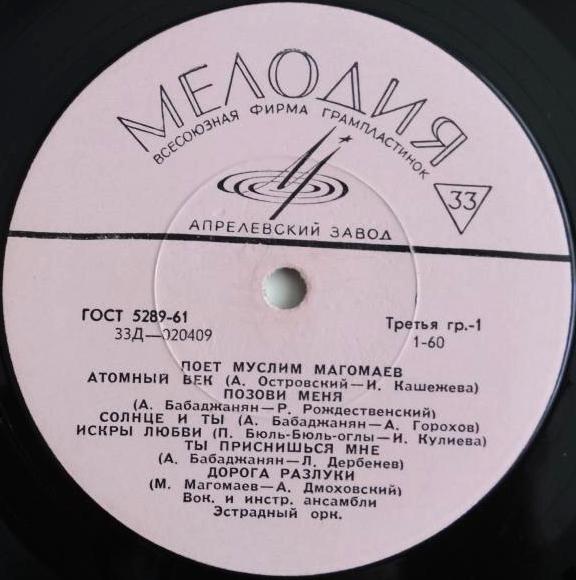 МЕЛОДИЯ
ВСЕСОЮЗНАЯ ФИРМА ГРАМПЛАСТИНОК
33
АПРЕЛЕВСКИЙ ЗАВОД
ГОСТ 5289-61
33Д—020409
Третья гр.-1
1-60
ПОЕТ МУСЛИМ МАГОМАЕВ
АТОМНЫЙ ВЕК (А. Островский—И. Кашежева)
ПОЗОВИ МЕНЯ
(А. Бабаджанян—Р. Рождественский)
СОЛНЦЕ И ТЫ (А. Бабаджанян—А. Горохов)
ИСКРЫ ЛЮБВИ (П. Бюль-Бюль-оглы—И. Кулиева)
ТЫ ПРИСНИШЬСЯ МНЕ
(А. Бабаджанян—Л. Дербенев)
ДОРОГА РАЗЛУКИ
(М. Магомаев—А. Дмоховский)
Вок. и инстр. ансамбли
Эстрадный орк.